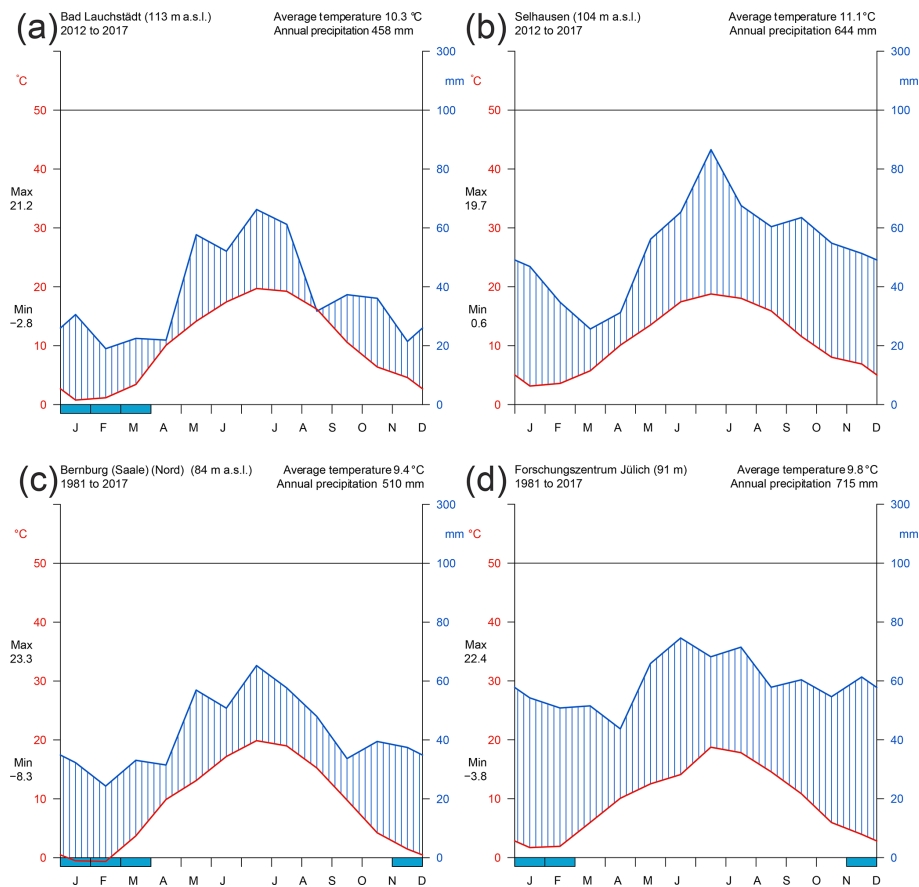 (a) Bad Lauchstädt (113 m a.s.l.) Average temperature 10.3 °C
2012 to 2017 Annual precipitation 458 mm
300
°C mm
50 100
40 80
Max
21.2
30 60
20 40
Min
−2.8
10 20
0 0
J F M A M J J A S O N D
(b) Selhausen (104 m a.s.l.) Average temperature 11.1°C
2012 to 2017 Annual precipitation 644 mm
300
°C mm
50 100
40 80
Max
19.7
30 60
20 40
Min
0.6
10 20
0 0
J F M A M J J A S O N D
(c) Bernburg (Saale) (Nord) (84 m a.s.l.) Average temperature 9.4°C
1981 to 2017 Annual precipitation 510 mm
300
°C mm
50 100
40 80
Max
23.3
30 60
20 40
Min
−8.3
10 20
0 0
J F M A M J J A S O N D
(d) Forschungszentrum Jülich (91 m) Average temperature 9.8°C
1981 to 2017 Annual precipitation 715 mm
300
°C mm
50 100
40 80
Max
22.4
30 60
20 40
Min
−3.8
10 20
0 0
J F M A M J J A S O N D